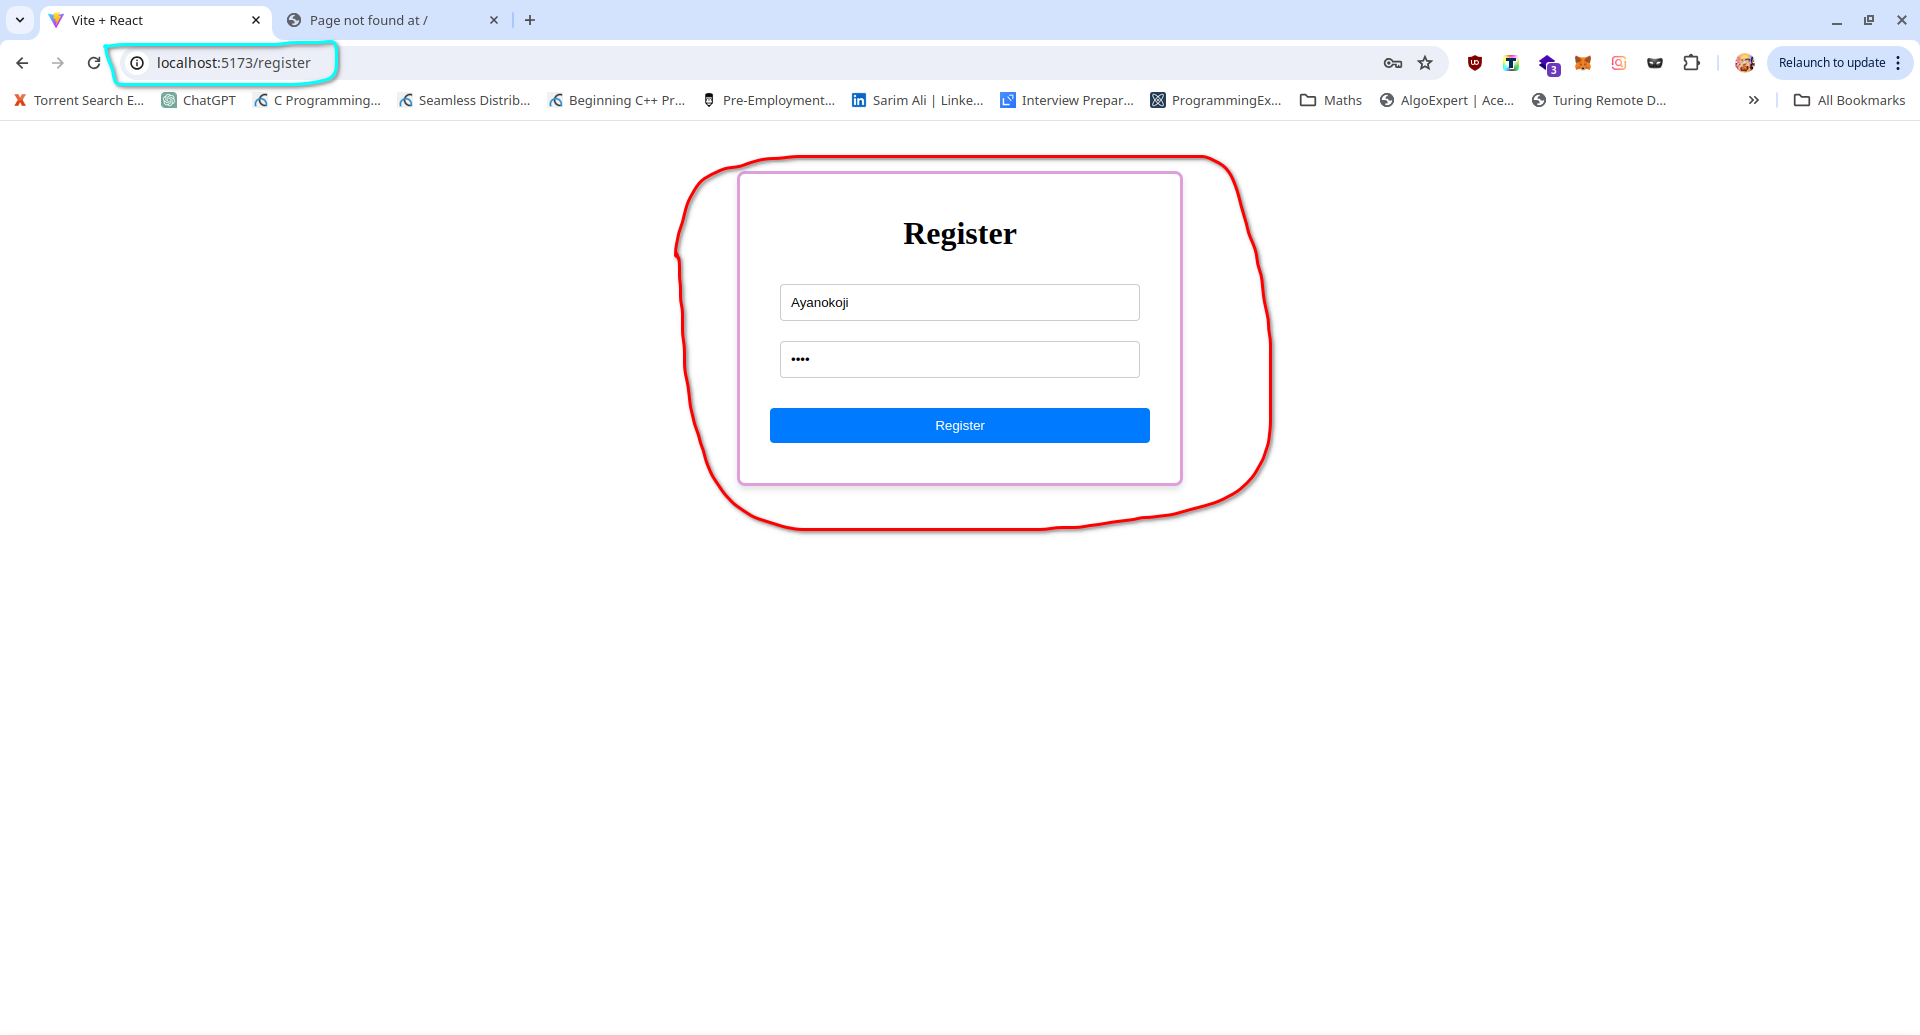 Vite + React
Page not found at /
localhost:5173/register
3
Relaunch to update
Torrent Search E...
ChatGPT
C Programming...
Seamless Distrib...
Beginning C++ Pr...
Pre-Employment...
Sarim Ali | Linke...
Interview Prepar...
ProgrammingEx...
Maths
AlgoExpert | Ace...
Turing Remote D...
All Bookmarks
Register
Ayanokoji
••••
Register